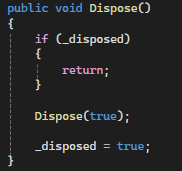 public void Dispose()
{
    if (_disposed)
    {
        return;
    }
    Dispose(true);
    _disposed = true;
}